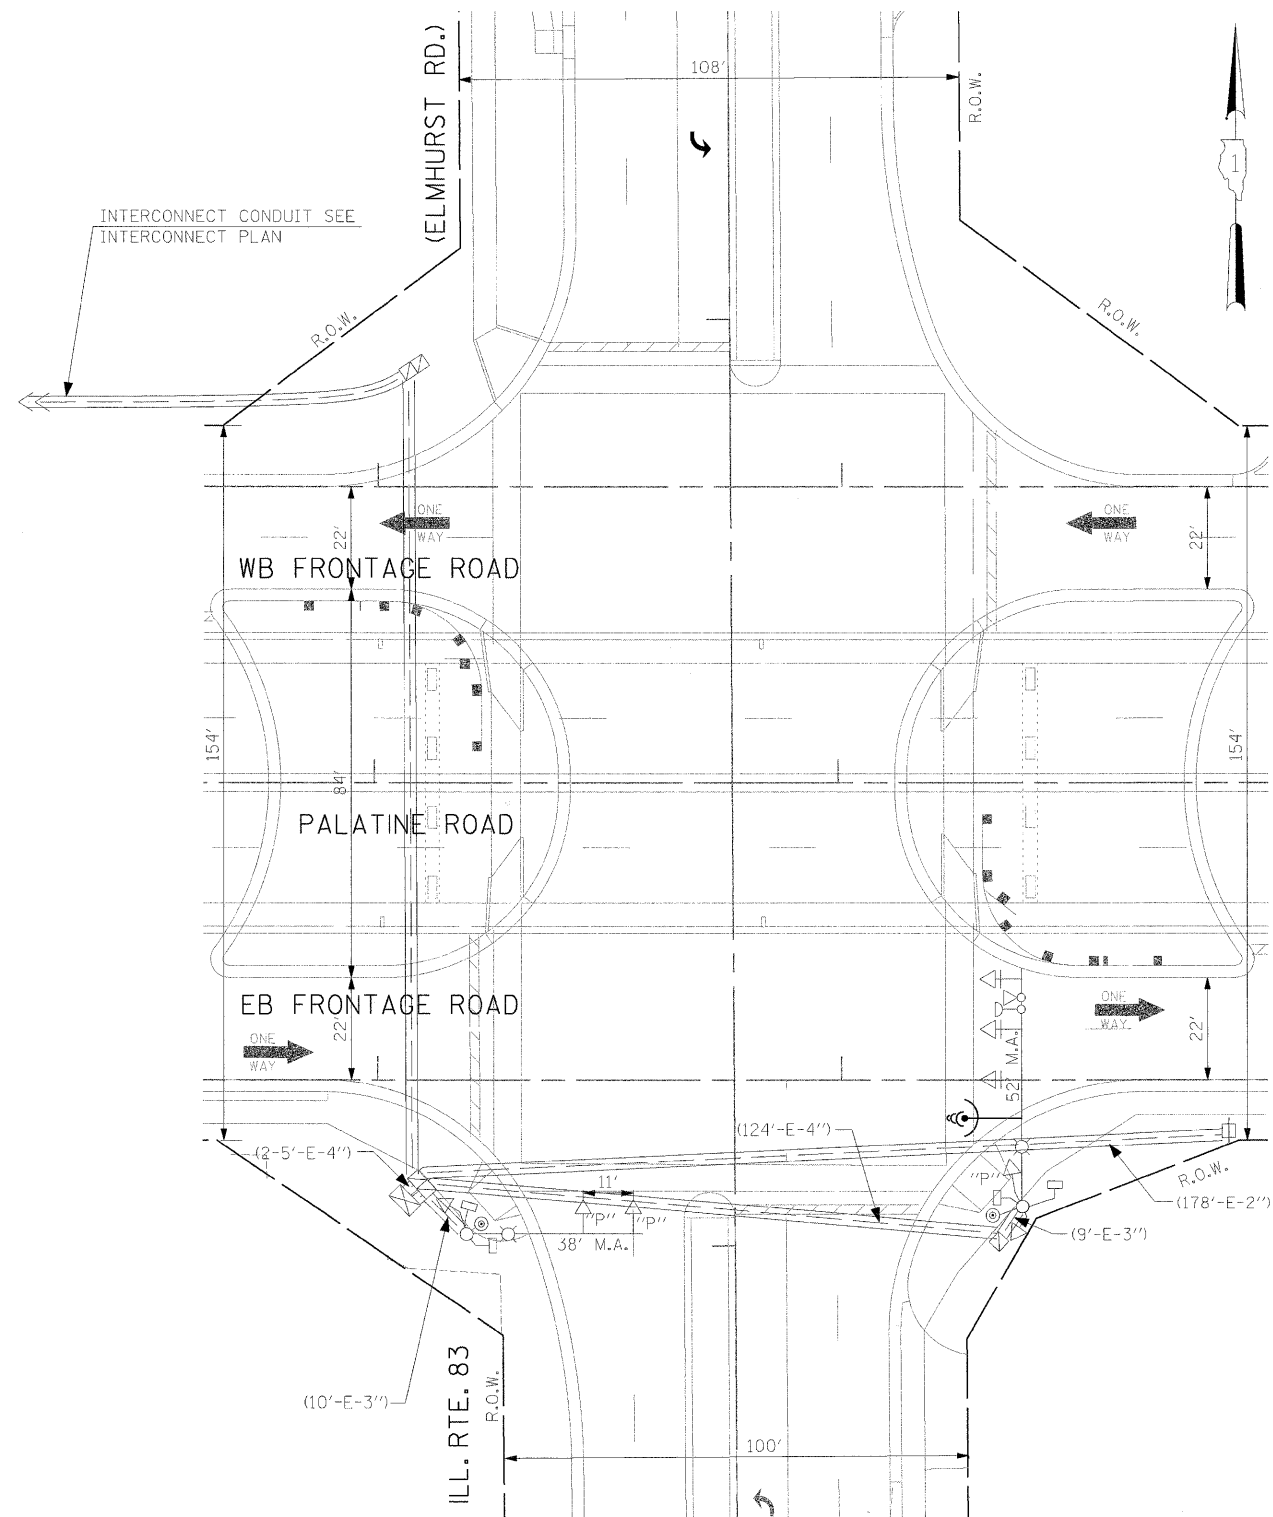 (ELMHURST RD.)
108'
R.O.W.
1
INTERCONNECT CONDUIT SEE
INTERCONNECT PLAN
R.O.W.
R.O.W.
ONE
WAY
ONE
WAY
22'
22'
WB FRONTAGE ROAD
154'
84'
154'
PALATINE ROAD
EB FRONTAGE ROAD
ONE
WAY
22'
22'
ONE
WAY
52' M.A.
(124'-E-4'')
(2-5'-E-4'')
''P''
R.O.W.
11'
(178'-E-2'')
''P''
''P''
38' M.A.
(9'-E-3'')
(10'-E-3'')
ILL. RTE. 83
R.O.W.
100'